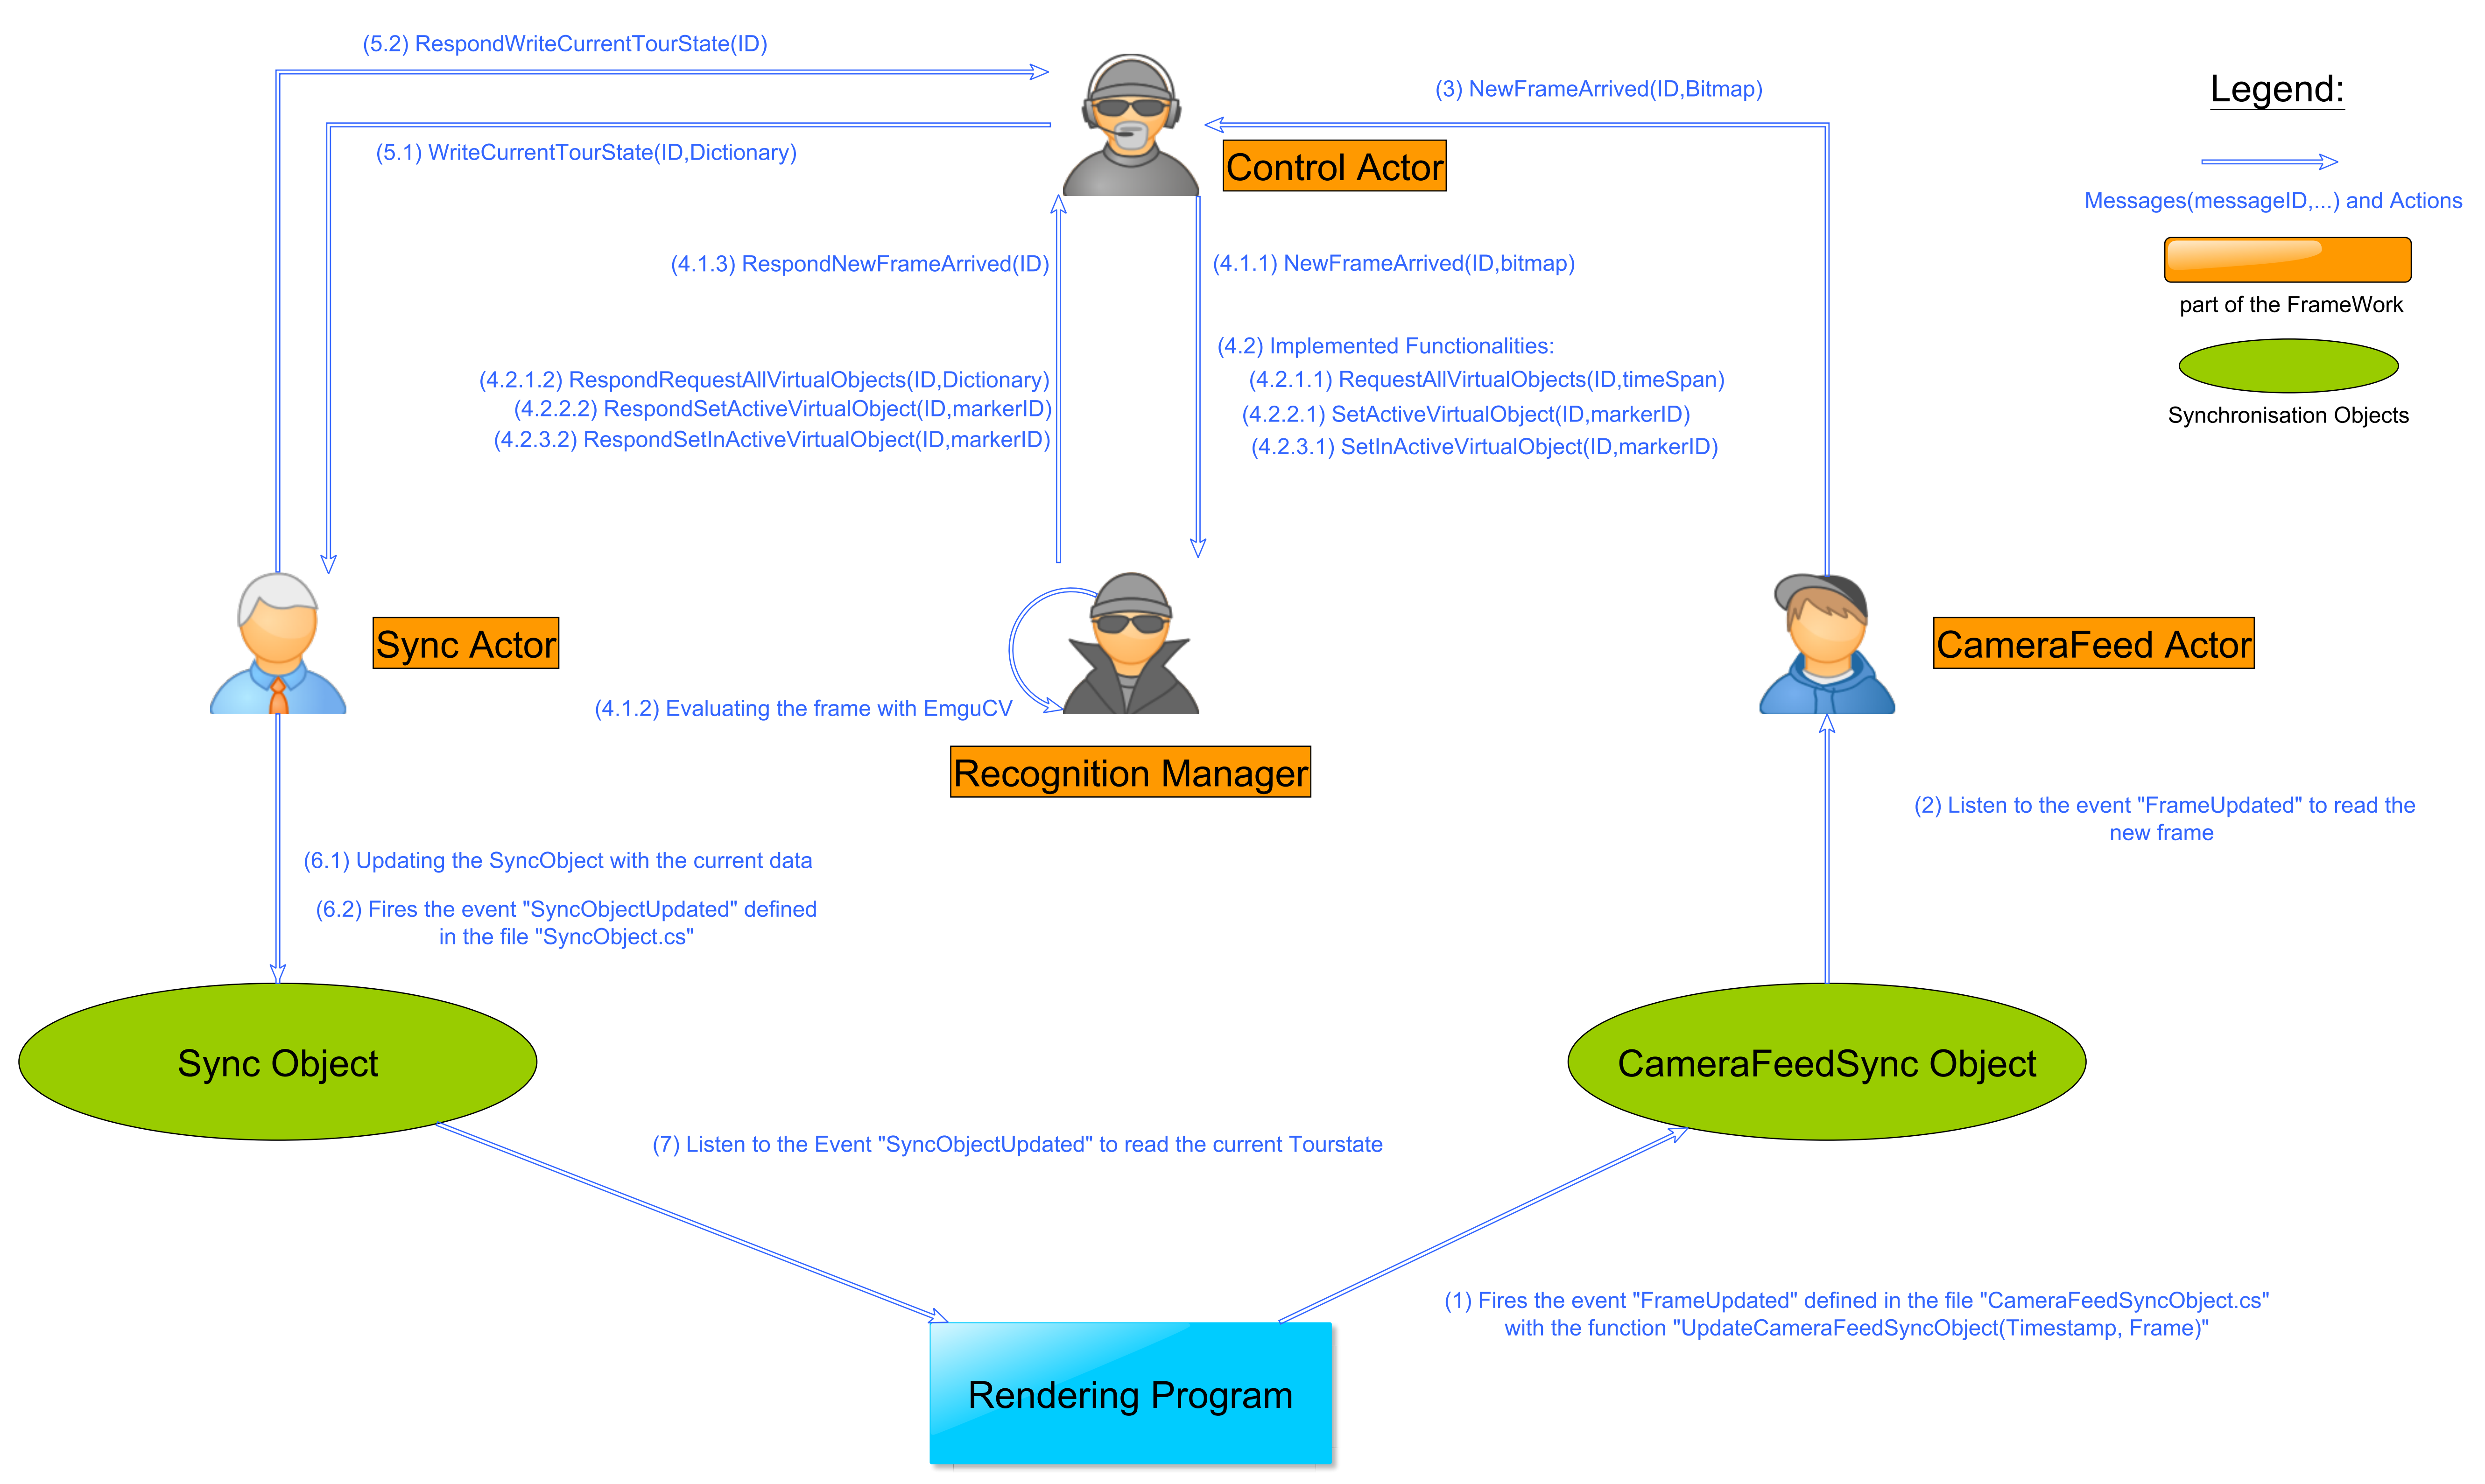 (5.2) RespondWriteCurrentTourState(ID)
(3) NewFrameArrived(ID,Bitmap)
Legend:
(5.1) WriteCurrentTourState(ID,Dictionary)
Control Actor
Messages(messageID,...) and Actions
(4.1.3) RespondNewFrameArrived(ID)
(4.1.1) NewFrameArrived(ID,bitmap)
part of the FrameWork
(4.2) Implemented Functionalities:
(4.2.1.2) RespondRequestAllVirtualObjects(ID,Dictionary)
(4.2.2.2) RespondSetActiveVirtualObject(ID,markerID)
(4.2.3.2) RespondSetInActiveVirtualObject(ID,markerID)
(4.2.1.1) RequestAllVirtualObjects(ID,timeSpan)
(4.2.2.1) SetActiveVirtualObject(ID,markerID)
(4.2.3.1) SetInActiveVirtualObject(ID,markerID)
Synchronisation Objects
Sync Actor
CameraFeed Actor
(4.1.2) Evaluating the frame with EmguCV
Recognition Manager
(2) Listen to the event "FrameUpdated" to read the
new frame
(6.1) Updating the SyncObject with the current data
(6.2) Fires the event "SyncObjectUpdated" defined
in the file "SyncObject.cs"
Sync Object
CameraFeedSync Object
(7) Listen to the Event "SyncObjectUpdated" to read the current Tourstate
(1) Fires the event "FrameUpdated" defined in the file "CameraFeedSyncObject.cs"
with the function "UpdateCameraFeedSyncObject(Timestamp, Frame)"
Rendering Program